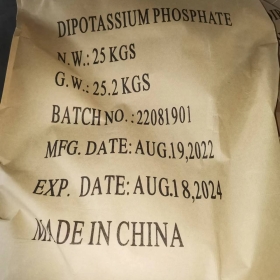 DIPOTASSIUM PHOSPHATE
N.W.: 25 KGS
G.W.: 25.2 KGS
BATCH NO. : 22081901
MFG. DATE: AUG.19,2022
EXP. DATE: AUG.18,2024
MADE IN CHINA